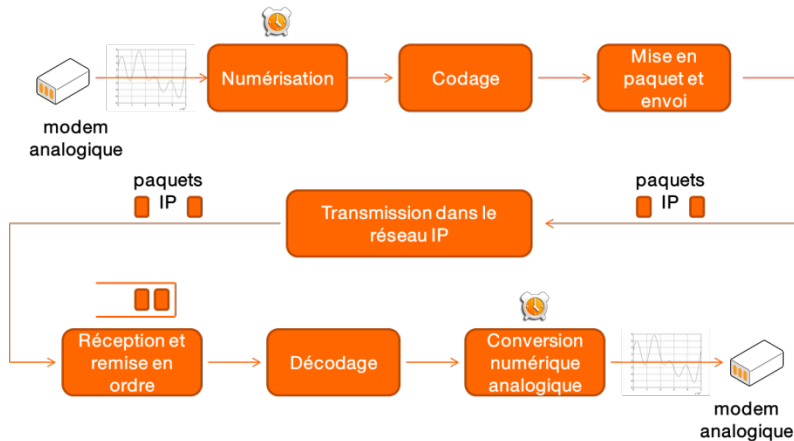 Numérisation
Codage
Mise en
paquet et
envoi
modem
analogique
paquets
IP
Transmission dans le
réseau IP
paquets
IP
Réception et
remise en
ordre
Décodage
Conversion
numérique
analogique
modem
analogique